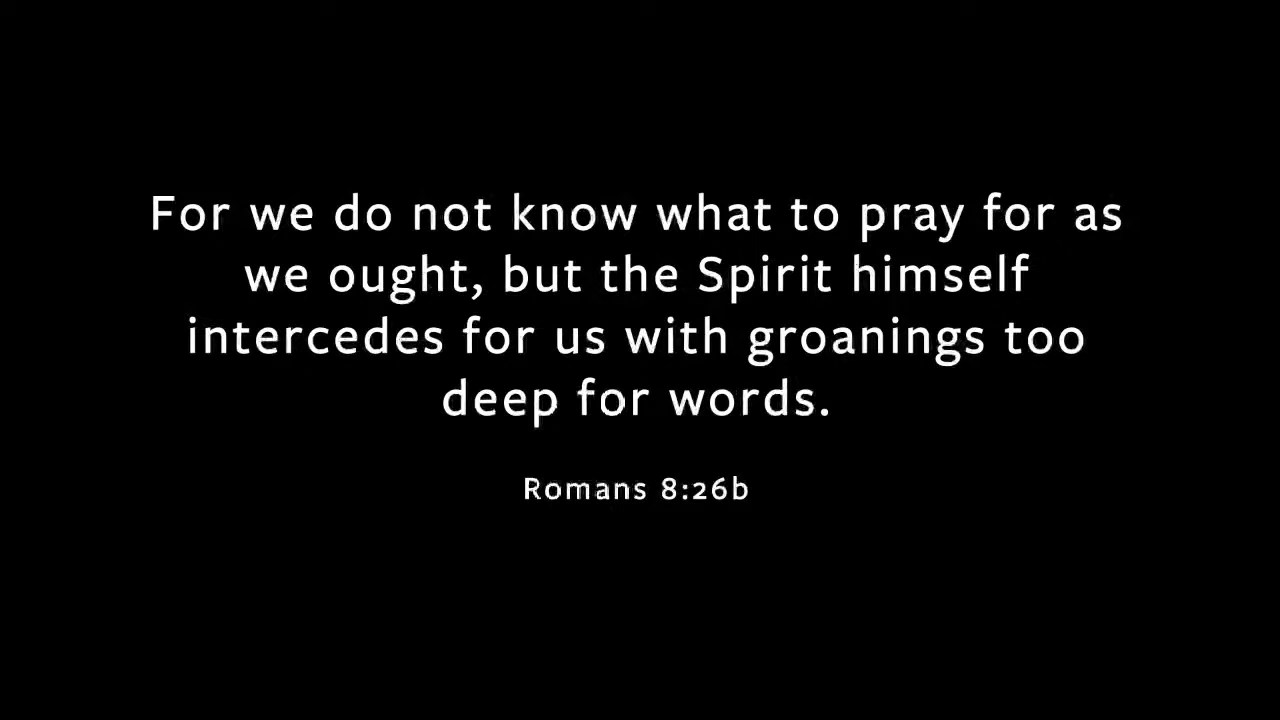 For we do not know what to pray for as
we ought, but the Spirit himself
intercedes for us with groanings too
deep for words.
Romans 8:26b